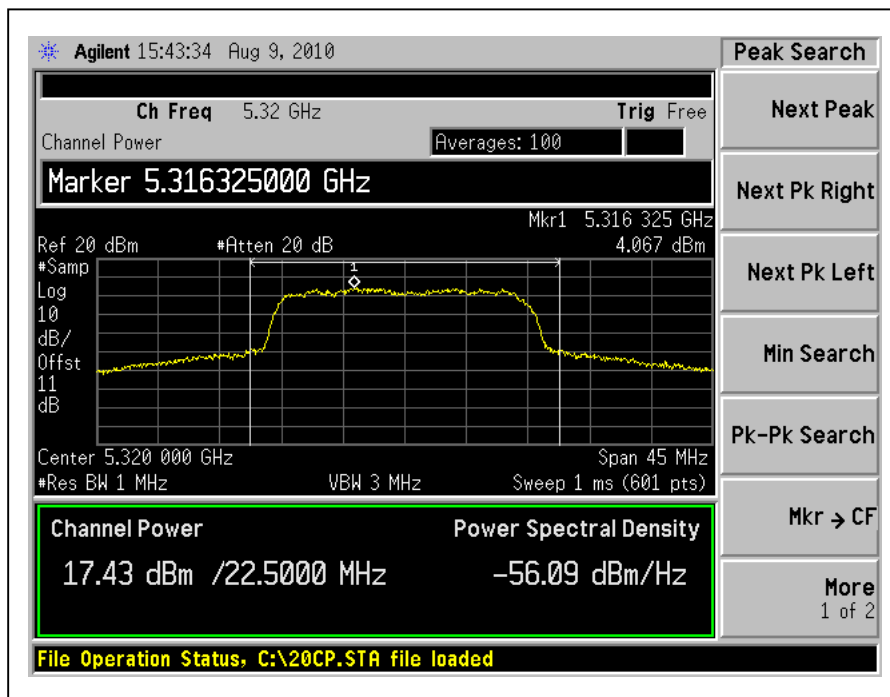 Agilent 15:43:34 Aug 9, 2010
Peak Search
Ch Freq 5.32 GHz Trig Free
Channel Power Averages: 100
Marker 5.316325000 GHz
Mkr1 5.316 325 GHz
Ref 20 dBm #Atten 20 dB 4.067 dBm
#Samp
Log
10
dB/
Offst
11
dB
1
Center 5.320 000 GHz Span 45 MHz
#Res BW 1 MHz VBW 3 MHz Sweep 1 ms (601 pts)
Channel Power Power Spectral Density
17.43 dBm /22.5000 MHz -56.09 dBm/Hz
File Operation Status, C:\20CP.STA file loaded
Next Peak
Next Pk Right
Next Pk Left
Min Search
Pk-Pk Search
Mkr → CF
More
1 of 2